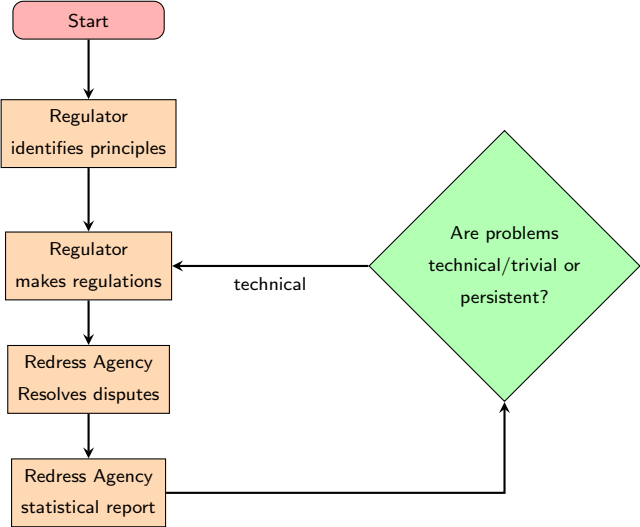 Start
Regulator
identifies principles
Regulator
makes regulations
technical
Are problems
technical/trivial or
persistent?
Redress Agency
Resolves disputes
Redress Agency
statistical report